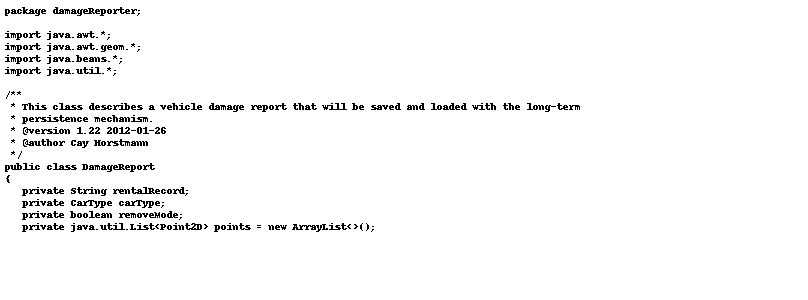 package damageReporter;

import java.awt.*;
import java.awt.geom.*;
import java.beans.*;
import java.util.*;

/**
 * This class describes a vehicle damage report that will be saved and loaded with the long-term
 * persistence mechanism.
 * @version 1.22 2012-01-26
 * @author Cay Horstmann
 */
public class DamageReport
{
   private String rentalRecord;
   private CarType carType;
   private boolean removeMode;
   private java.util.List<Point2D> points = new ArrayList<>();